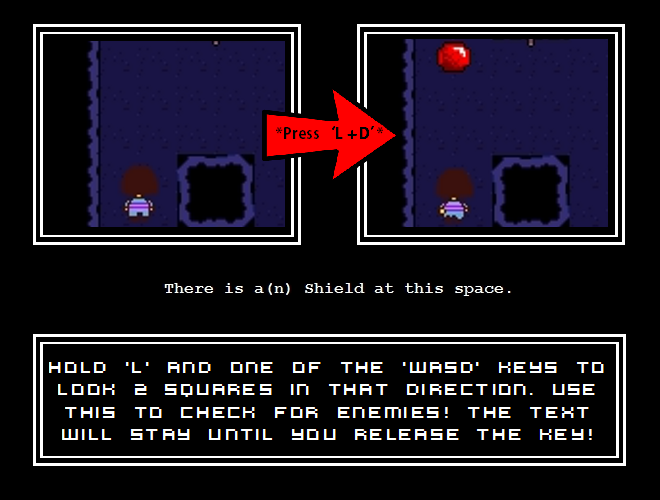 *Press 'L +D'*
There is a(n) Shield at this space.
HOLD 'L' AND ONE OF THE 'WASD' KEYS TO
LOOK 2 SQUARES IN THAT DIRECTION. USE
THIS TO CHECK FOR ENEMIES! THE TEXT
WILL STAY UNTIL YOU RELEASE THE KEY!